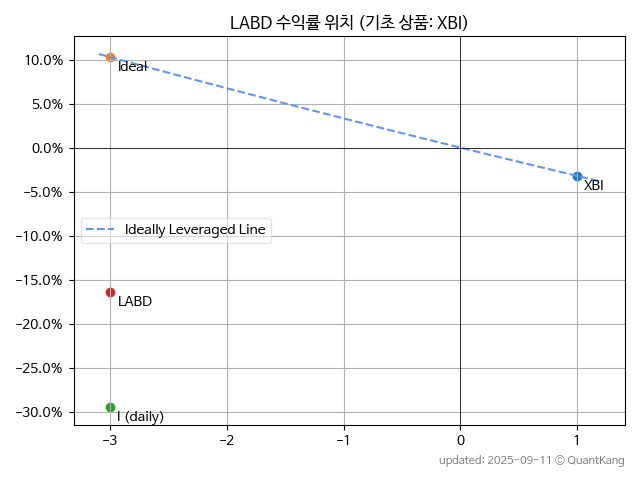 LABD 수익률 위치 (기초 상품: XBI)
10.0%
5.0%
0.0%
−5.0%
−10.0%
−15.0%
−20.0%
−25.0%
−30.0%
Ideal
XBI
Ideally Leveraged Line
LABD
I (daily)
−3
−2
−1
0
1
updated: 2025-09-11 © QuantKang